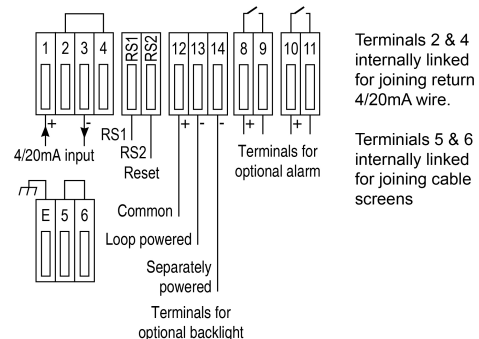 1 2 3 4 RS1 RS2 12 13 14 8 9 10 11
+ - + - - + +
RS1
RS2
Reset
4/20mA input
Terminals for
optional alarm
E 5 6
Common
Loop powered
Separately
powered
Terminals for
optional backlight
Terminals 2 & 4
internally linked
for joining return
4/20mA wire.
Terminials 5 & 6
internally linked
for joining cable
screens